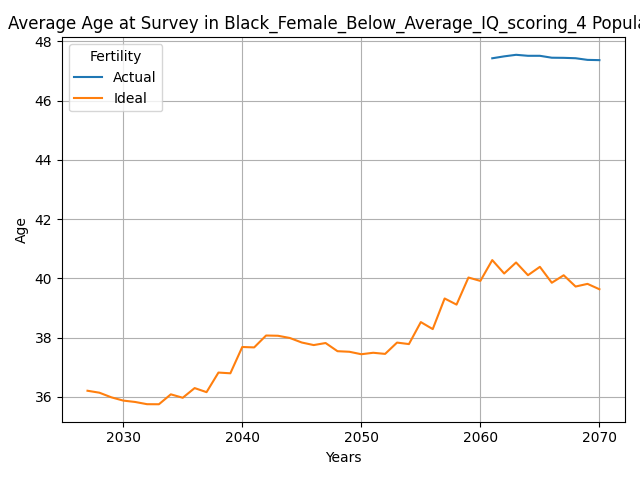 Average Age at Survey in Black_Female_Below_Average_IQ_scoring_4 Popula
48
46
44
42
40
38
36
Age
Fertility
Actual
Ideal
2030 2040 2050 2060 2070
Years